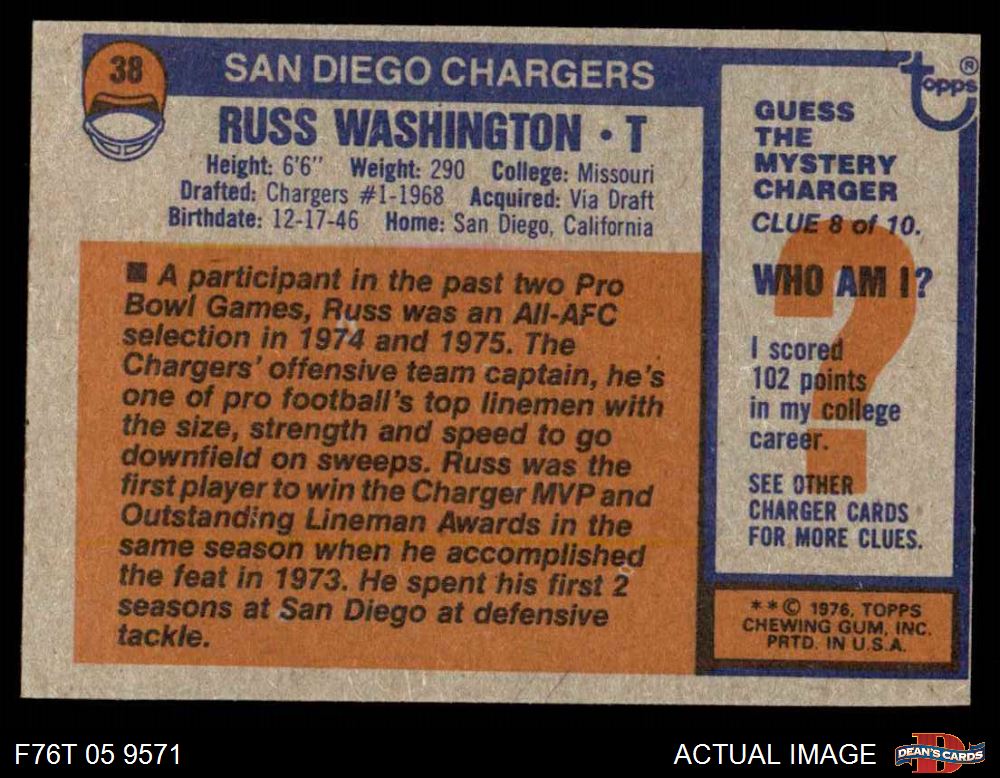 38
SAN DIEGO CHARGERS
RUSS WASHINGTON • T
Height: 6'6" Weight: 290 College: Missouri
Drafted: Chargers #1-1968 Acquired: Via Draft
Birthdate: 12-17-46 Home: San Diego, California
■ A participant in the past two Pro
Bowl Games, Russ was an All-AFC
selection in 1974 and 1975. The
Chargers' offensive team captain, he's
one of pro football's top linemen with
the size, strength and speed to go
downfield on sweeps. Russ was the
first player to win the Charger MVP and
Outstanding Lineman Awards in the
same season when he accomplished
the feat in 1973. He spent his first 2
seasons at San Diego at defensive
tackle.
topps®
GUESS
THE
MYSTERY
CHARGER
CLUE 8 of 10.
WHO AM I?
?
I scored
102 points
in my college
career.
SEE OTHER
CHARGER CARDS
FOR MORE CLUES.
**© 1976, TOPPS
CHEWING GUM, INC.
PRTD. IN U.S.A.
F76T 05 9571
ACTUAL IMAGE
D
DEAN'S CARDS